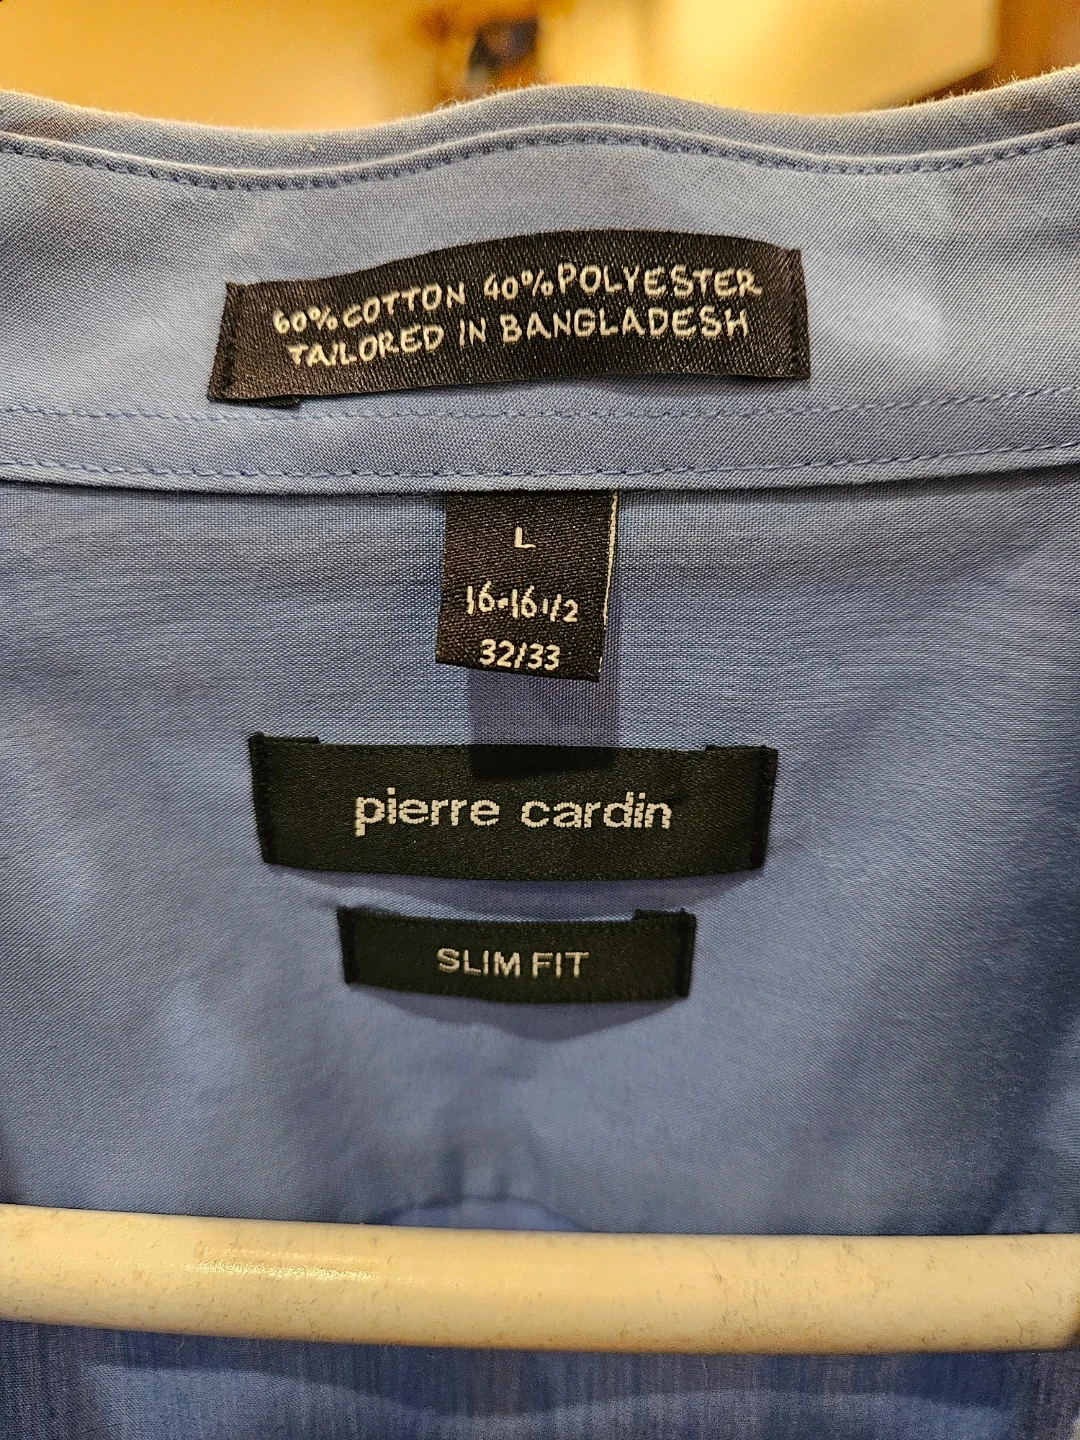 60% COTTON 40% POLYESTER
TAILORED IN BANGLADESH
L
16-16 1/2
32/33
pierre cardin
SLIM FIT